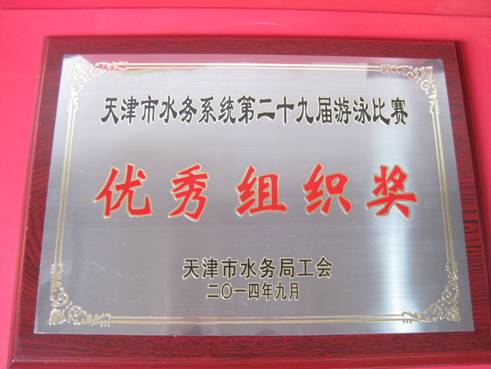 天津市水务系统第二十九届游泳比赛
优秀组织奖
天津市水务局工会
二〇一四年九月